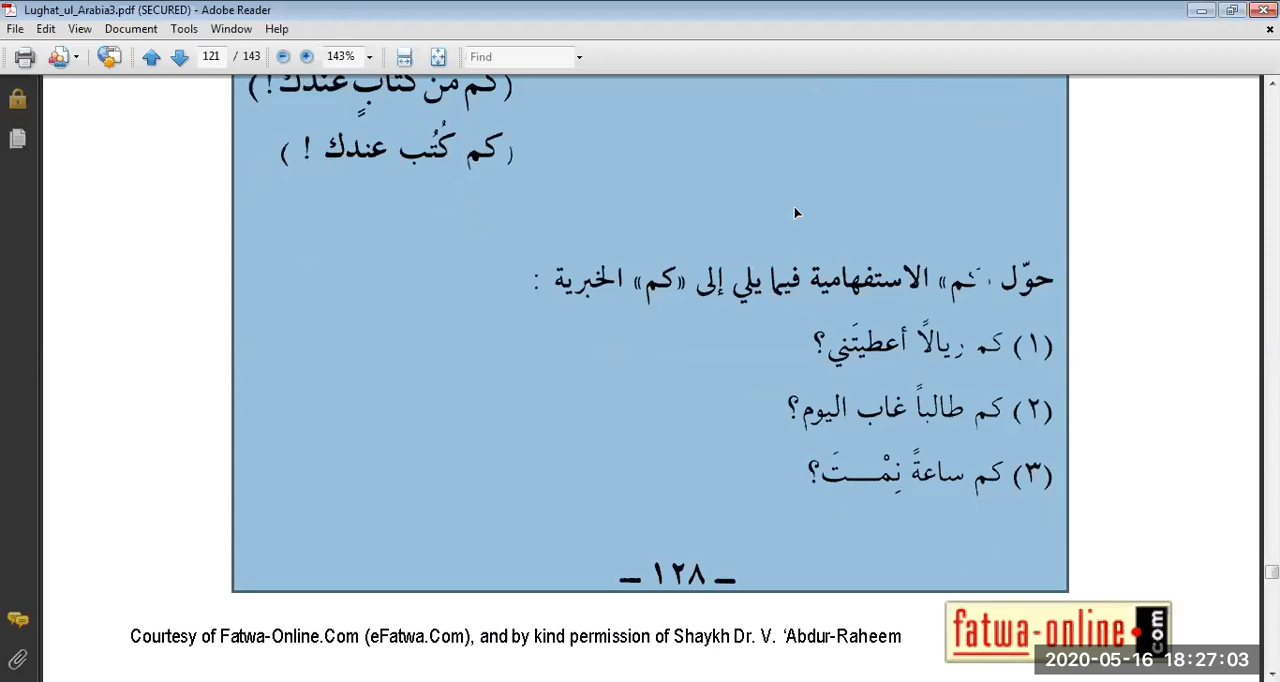 Lughat_ul_Arabia3.pdf (SECURED) - Adobe Reader
File Edit View Document Tools Window Help
121 / 143 143% Find
(كم من كتابٍ عندك!)
(كم كُتُب عندك !)
حوّل «كم» الاستفهامية فيما يلي إلى «كم» الخبرية :
(١) كم ريالاً أعطيتَني؟
(٢) كم طالباً غاب اليوم؟
(٣) كم ساعةً نِمْـــتَ؟
ـ ١٢٨ ـ
Courtesy of Fatwa-Online.Com (eFatwa.Com), and by kind permission of Shaykh Dr. V. ‘Abdur-Raheem
fatwa-online.com
2020-05-16 18:27:03